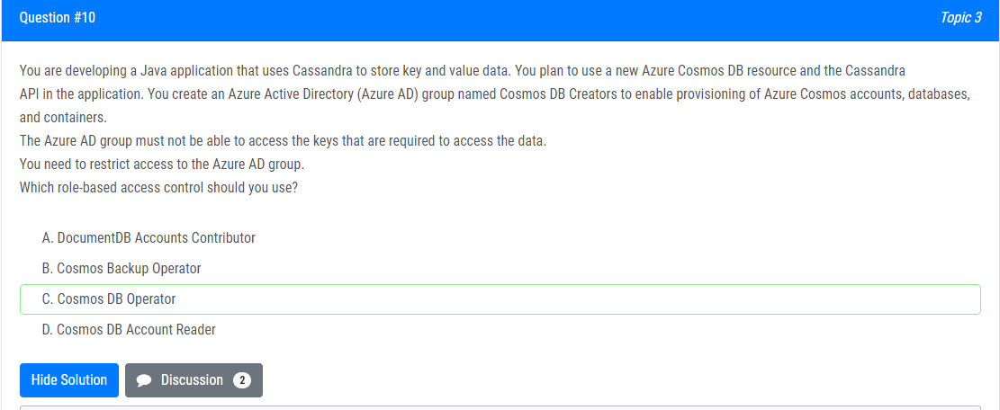 Question #10
Topic 3
You are developing a Java application that uses Cassandra to store key and value data. You plan to use a new Azure Cosmos DB resource and the Cassandra
API in the application. You create an Azure Active Directory (Azure AD) group named Cosmos DB Creators to enable provisioning of Azure Cosmos accounts, databases,
and containers.
The Azure AD group must not be able to access the keys that are required to access the data.
You need to restrict access to the Azure AD group.
Which role-based access control should you use?
A. DocumentDB Accounts Contributor
B. Cosmos Backup Operator
C. Cosmos DB Operator
D. Cosmos DB Account Reader
Hide Solution
Discussion 2